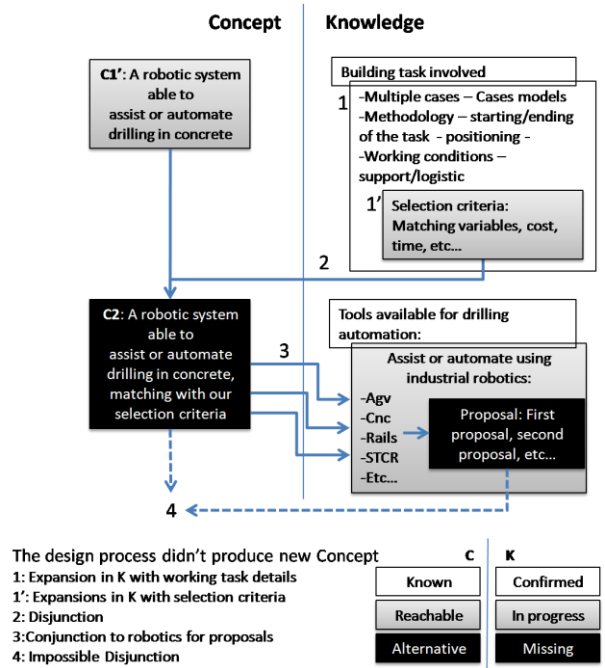 Concept
Knowledge
C1’: A robotic system
able to
assist or automate
drilling in concrete
Building task involved
1
-Multiple cases – Cases models
-Methodology – starting/ending
of the task - positioning -
-Working conditions –
support/logistic
1’
Selection criteria:
Matching variables, cost,
time, etc...
2
C2: A robotic system
able to
assist or automate
drilling in concrete,
matching with our
selection criteria
3
Tools available for drilling
automation:
Assist or automate using
industrial robotics:
-Agv
-Cnc
-Rails
-STCR
-Etc...
Proposal: First
proposal, second
proposal, etc...
4
The design process didn’t produce new Concept
1: Expansion in K with working task details
1’: Expansions in K with selection criteria
2: Disjunction
3:Conjunction to robotics for proposals
4: Impossible Disjunction
C
K
Known
Confirmed
Reachable
In progress
Alternative
Missing